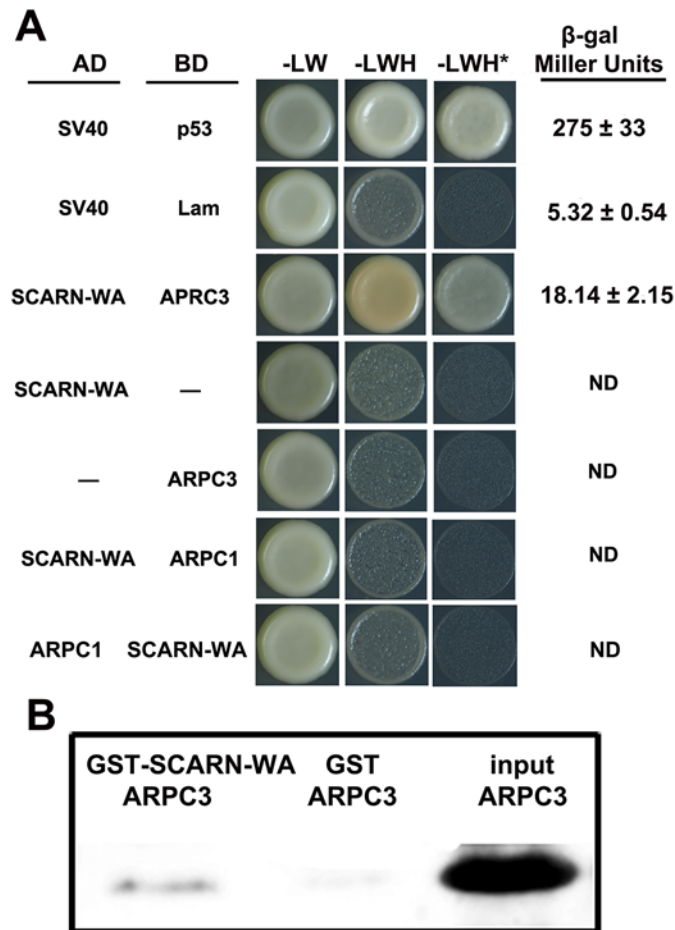 A
β-gal
AD BD -LW -LWH -LWH* Miller Units
SV40 p53 275 ± 33
SV40 Lam 5.32 ± 0.54
SCARN-WA APRC3 18.14 ± 2.15
SCARN-WA — ND
— ARPC3 ND
SCARN-WA ARPC1 ND
ARPC1 SCARN-WA ND
B
GST-SCARN-WA GST input
ARPC3 ARPC3 ARPC3